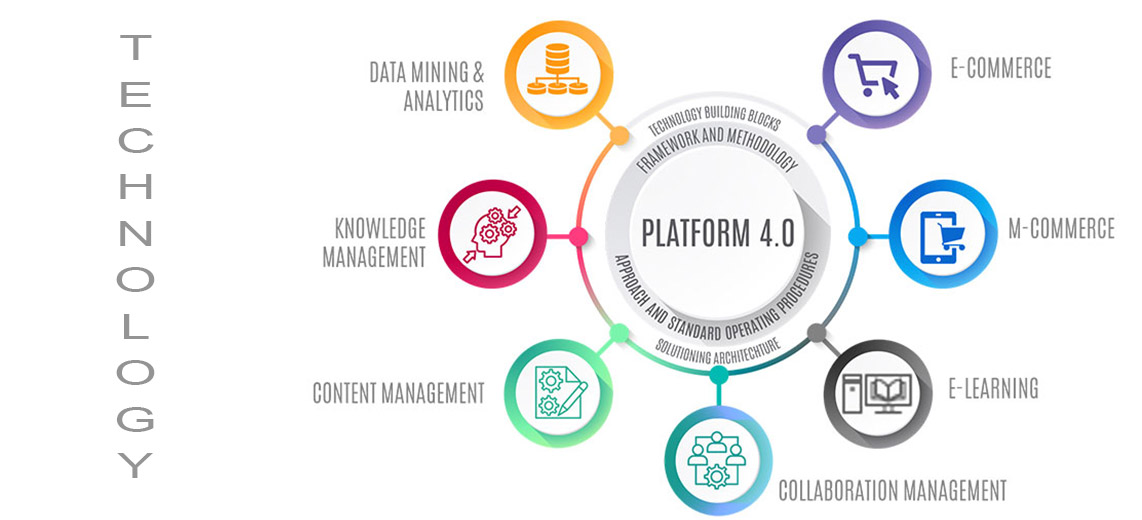 TECHNOLOGY
DATA MINING &
ANALYTICS
E-COMMERCE
TECHNOLOGY BUILDING BLOCKS
FRAMEWORK AND METHODOLOGY
KNOWLEDGE
MANAGEMENT
PLATFORM 4.0
M-COMMERCE
APPROACH AND STANDARD OPERATING PROCEDURES
SOLUTIONING ARCHITECHTURE
CONTENT MANAGEMENT
E-LEARNING
COLLABORATION MANAGEMENT